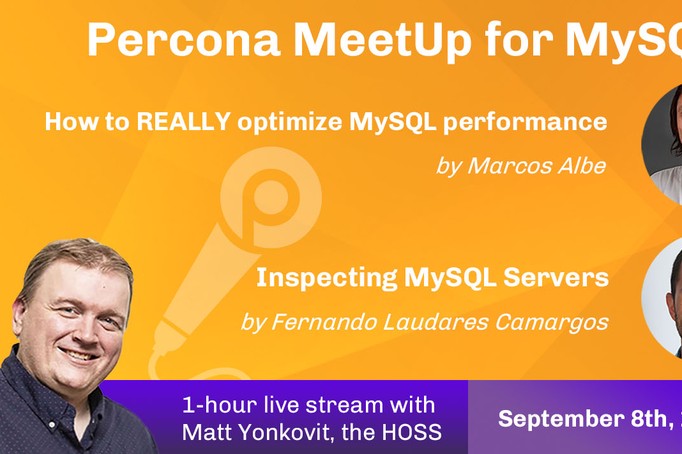 Percona MeetUp for MySQ
How to REALLY optimize MySQL performance
by Marcos Albe
Inspecting MySQL Servers
by Fernando Laudares Camargos
1-hour live stream with
Matt Yonkovit, the HOSS
September 8th,